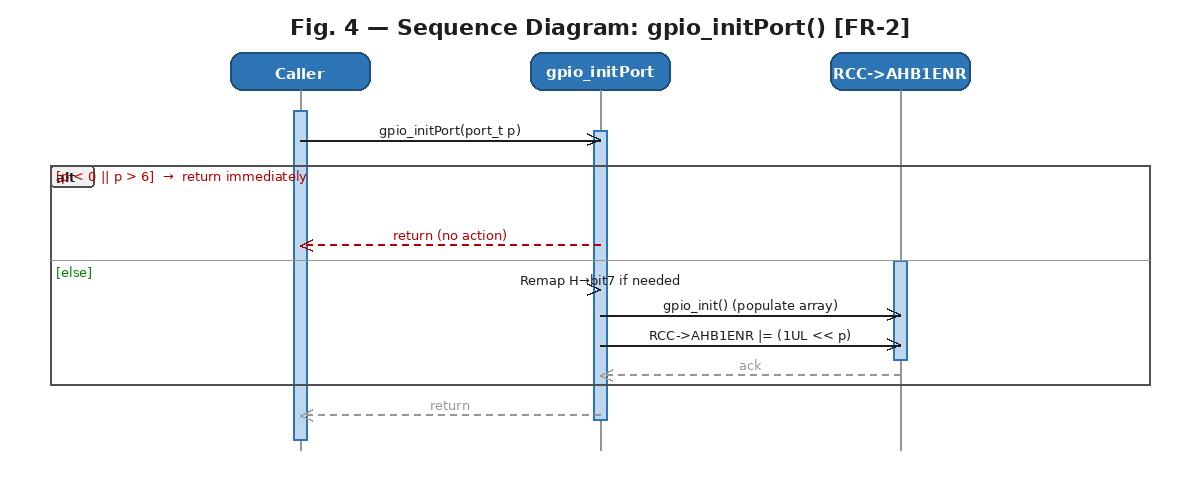 Fig. 4 — Sequence Diagram: gpio_initPort() [FR-2]
Caller
gpio_initPort
RCC->AHB1ENR
gpio_initPort(port_t p)
alt
[p < 0 || p > 6]  →  return immediately
return (no action)
[else]
Remap H→bit7 if needed
gpio_init() (populate array)
RCC->AHB1ENR |= (1UL << p)
ack
return